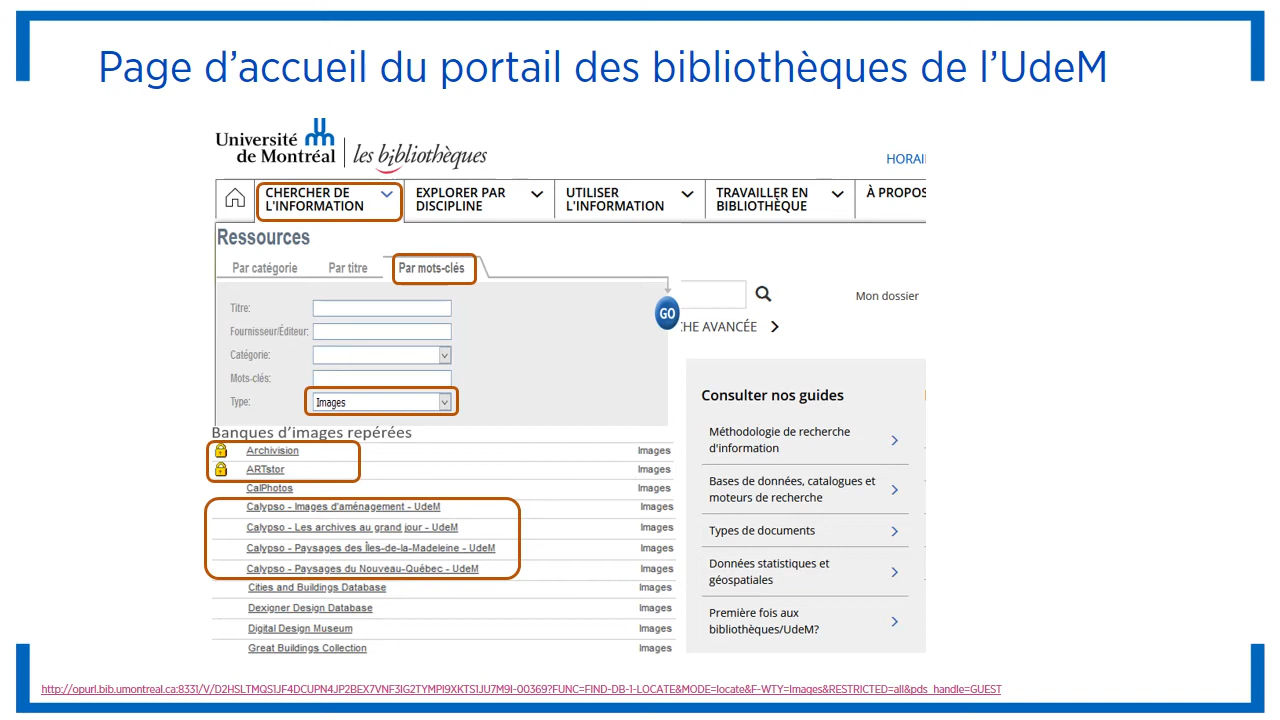 Page d’accueil du portail des bibliothèques de l’UdeM
Université
de Montréal
les bibliothèques
HORAI
CHERCHER DE
L'INFORMATION
EXPLORER PAR
DISCIPLINE
UTILISER
L'INFORMATION
TRAVAILLER EN
BIBLIOTHÈQUE
À PROPOS
Ressources
Par catégorie
Par titre
Par mots-clés
Titre:
Fournisseur/Éditeur:
Catégorie:
Mots-clés:
Type:
Images
GO
Mon dossier
HE AVANCÉE
Banques d’images repérées
Archivision Images
ARTstor Images
CalPhotos Images
Calypso - Images d'aménagement - UdeM Images
Calypso - Les archives au grand jour - UdeM Images
Calypso - Paysages des Îles-de-la-Madeleine - UdeM Images
Calypso - Paysages du Nouveau-Québec - UdeM Images
Cities and Buildings Database Images
Dexigner Design Database Images
Digital Design Museum Images
Great Buildings Collection Images
Consulter nos guides
Méthodologie de recherche
d'information
Bases de données, catalogues et
moteurs de recherche
Types de documents
Données statistiques et
géospatiales
Première fois aux
bibliothèques/UdeM?
http://opurl.bib.umontreal.ca:8331/V/D2HSLTMQS1JF4DCUPN4JP2BEX7VNF3IG2TYMPI9XKTS1JU7M9I-00369?FUNC=FIND-DB-1-LOCATE&MODE=locate&F-WTY=Images&RESTRICTED=all&pds_handle=GUEST